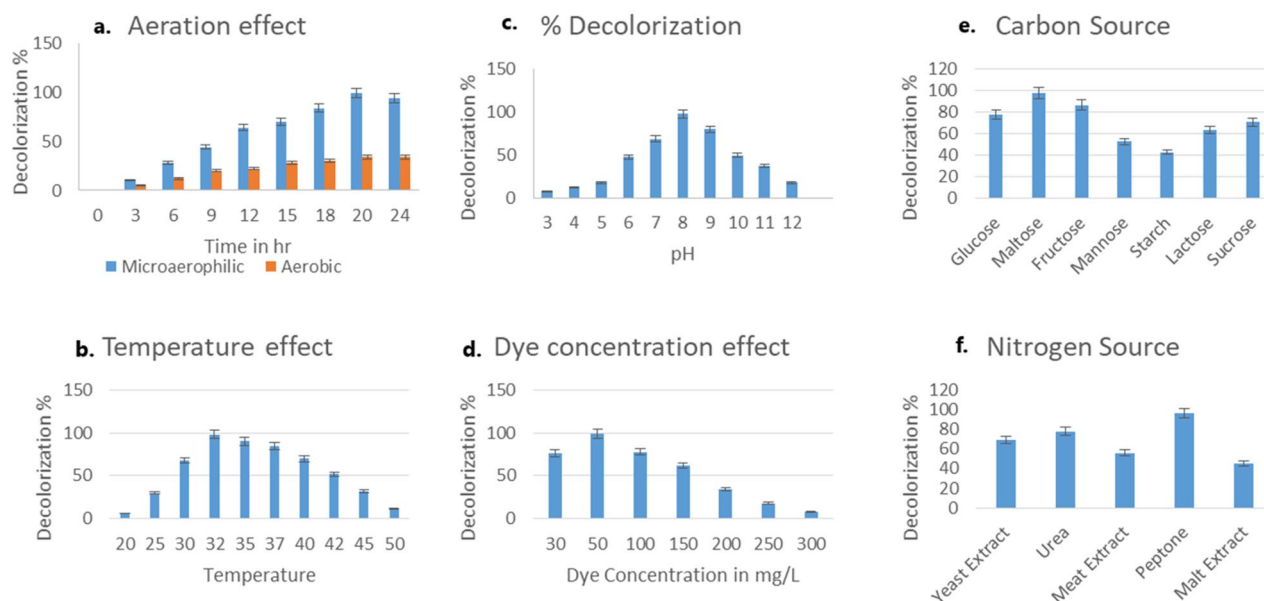 a. Aeration effect
Decolorization %
150
100
50
0
0 3 6 9 12 15 18 20 24
Time in hr
Microaerophilic Aerobic
b. Temperature effect
Decolorization %
150
100
50
0
20 25 30 32 35 37 40 42 45 50
Temperature
c. % Decolorization
Decolorization %
150
100
50
0
3 4 5 6 7 8 9 10 11 12
pH
d. Dye concentration effect
Decolorization %
150
100
50
0
30 50 100 150 200 250 300
Dye Concentration in mg/L
e. Carbon Source
Decolorization %
120
100
80
60
40
20
0
Glucose
Maltose
Fructose
Mannose
Starch
Lactose
Sucrose
f. Nitrogen Source
Decolorization %
120
100
80
60
40
20
0
Yeast Extract
Urea
Meat Extract
Peptone
Malt Extract